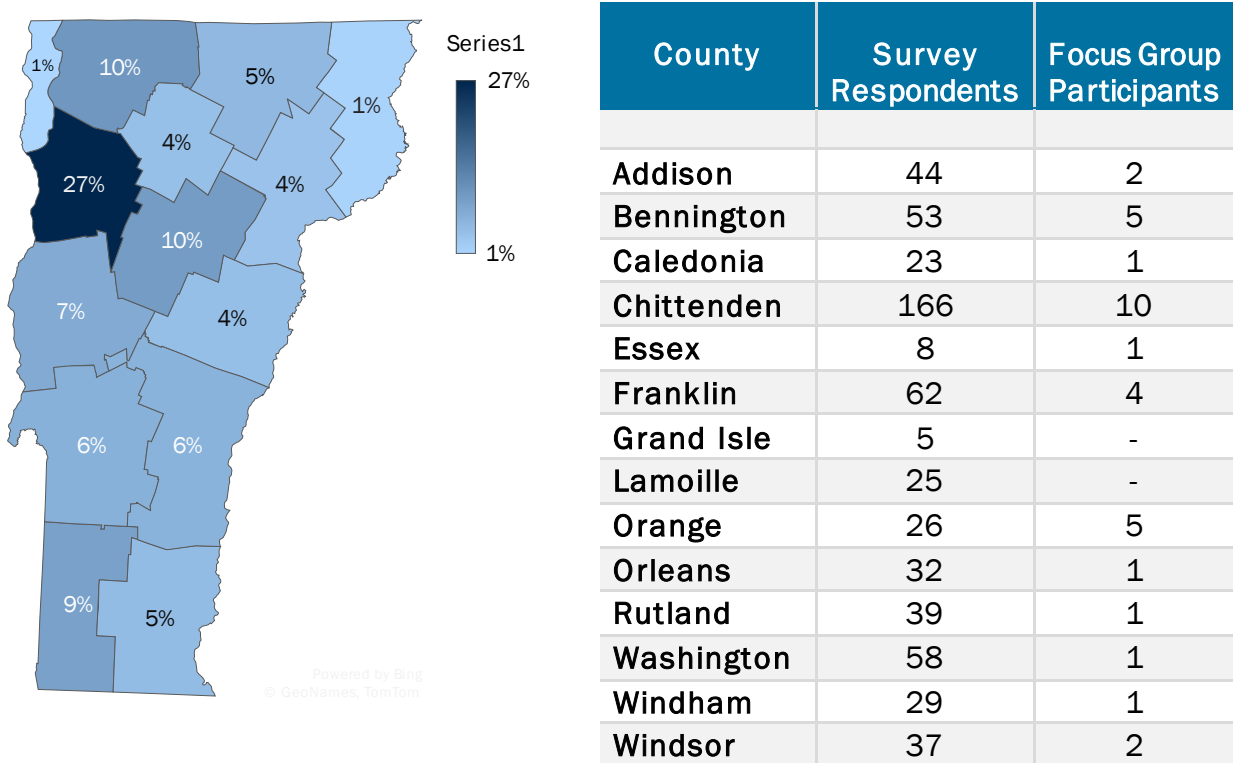 1%
10%
5%
1%
4%
27%
4%
10%
7%
4%
6%
6%
9%
5%
Series1
27%
1%
Powered by Bing
© GeoNames, TomTom
County Survey Respondents Focus Group Participants
Addison 44 2
Bennington 53 5
Caledonia 23 1
Chittenden 166 10
Essex 8 1
Franklin 62 4
Grand Isle 5 -
Lamoille 25 -
Orange 26 5
Orleans 32 1
Rutland 39 1
Washington 58 1
Windham 29 1
Windsor 37 2